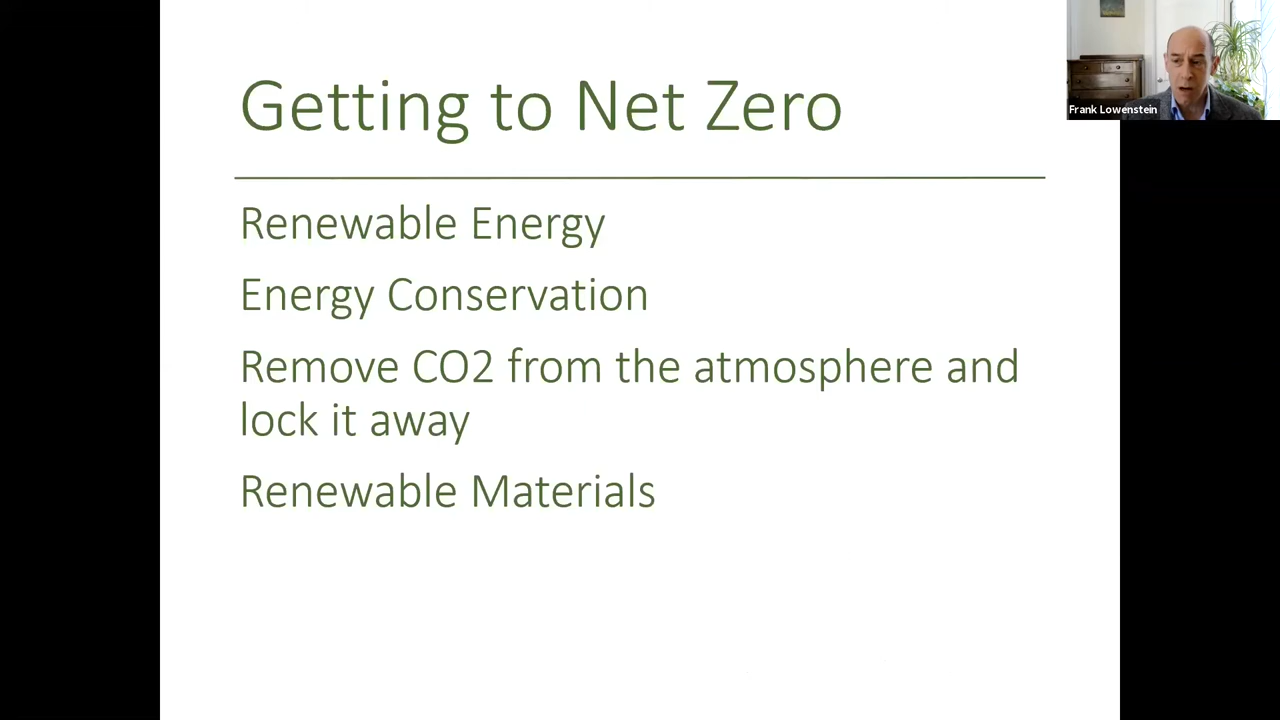 Getting to Net Zero
Frank Lowenstein
Renewable Energy
Energy Conservation
Remove CO2 from the atmosphere and
lock it away
Renewable Materials